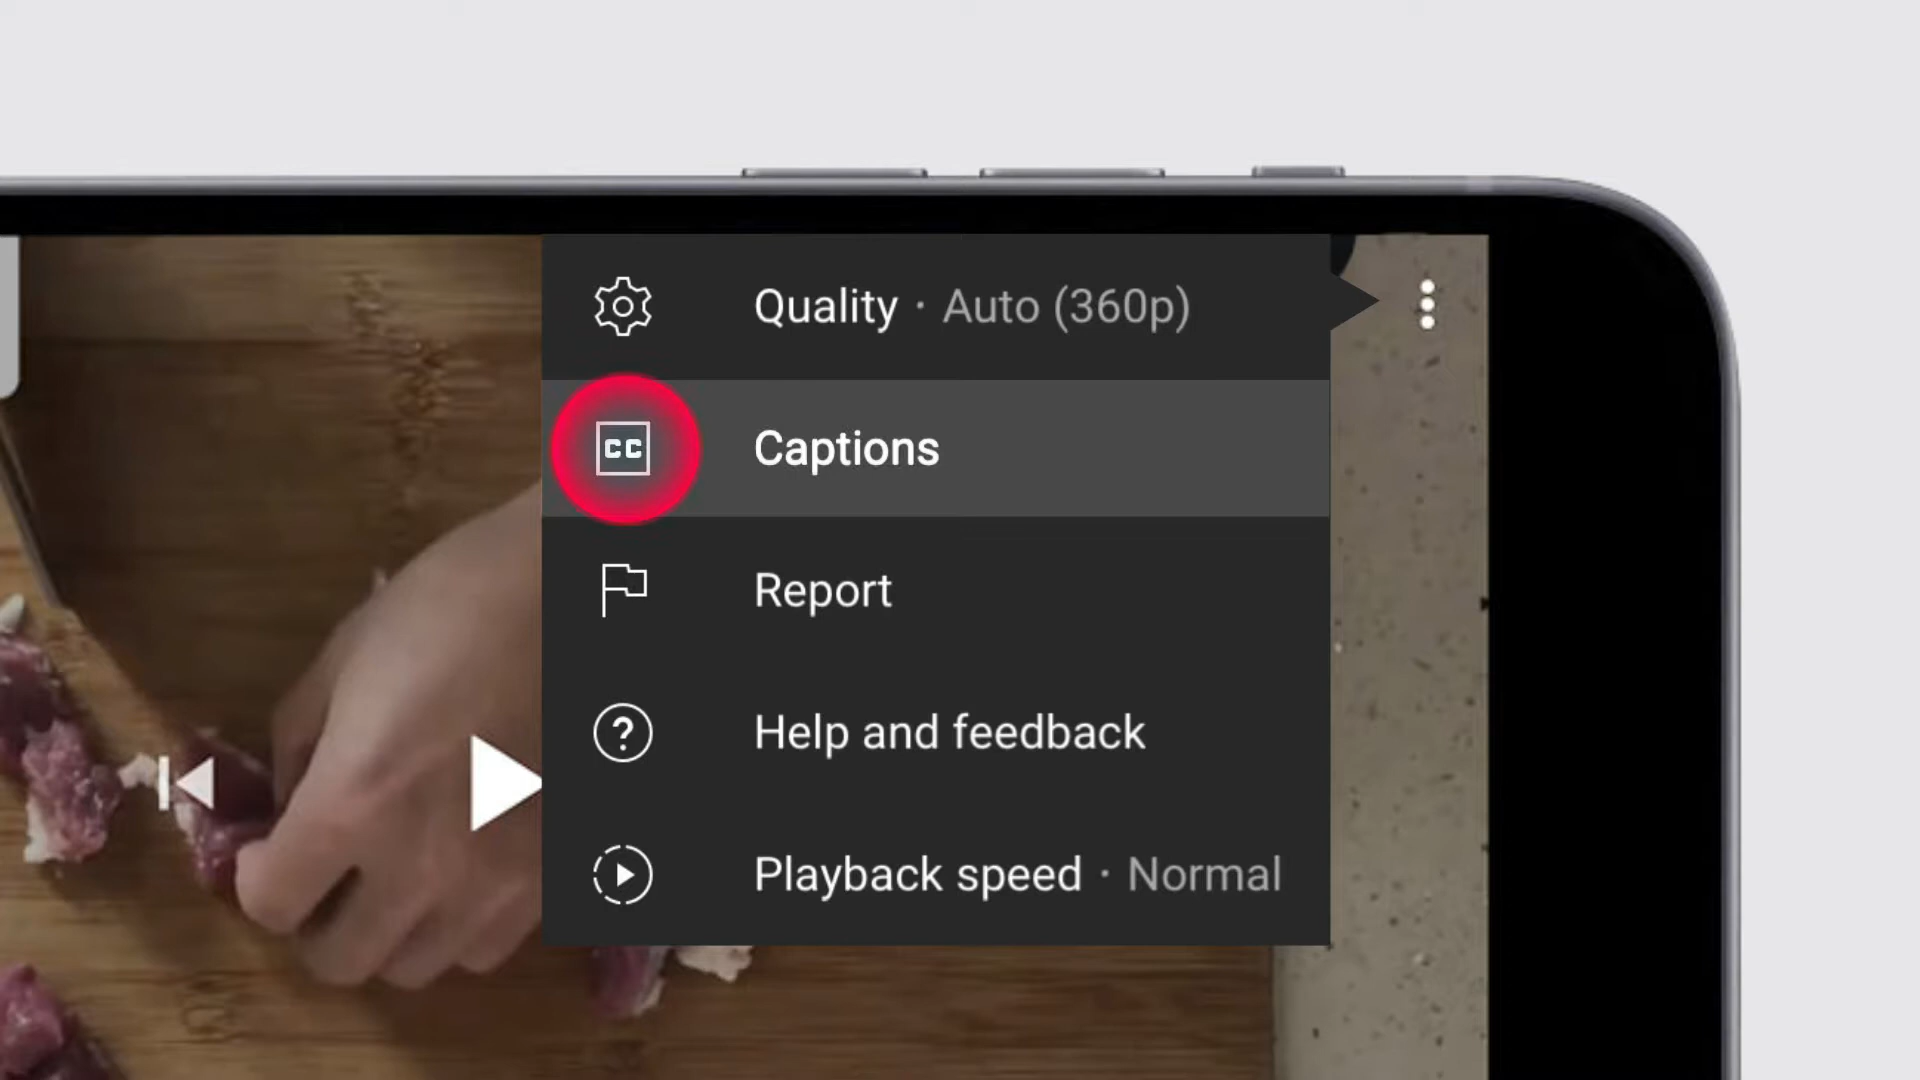 Quality · Auto (360p)
CC Captions
Report
? Help and feedback
Playback speed · Normal